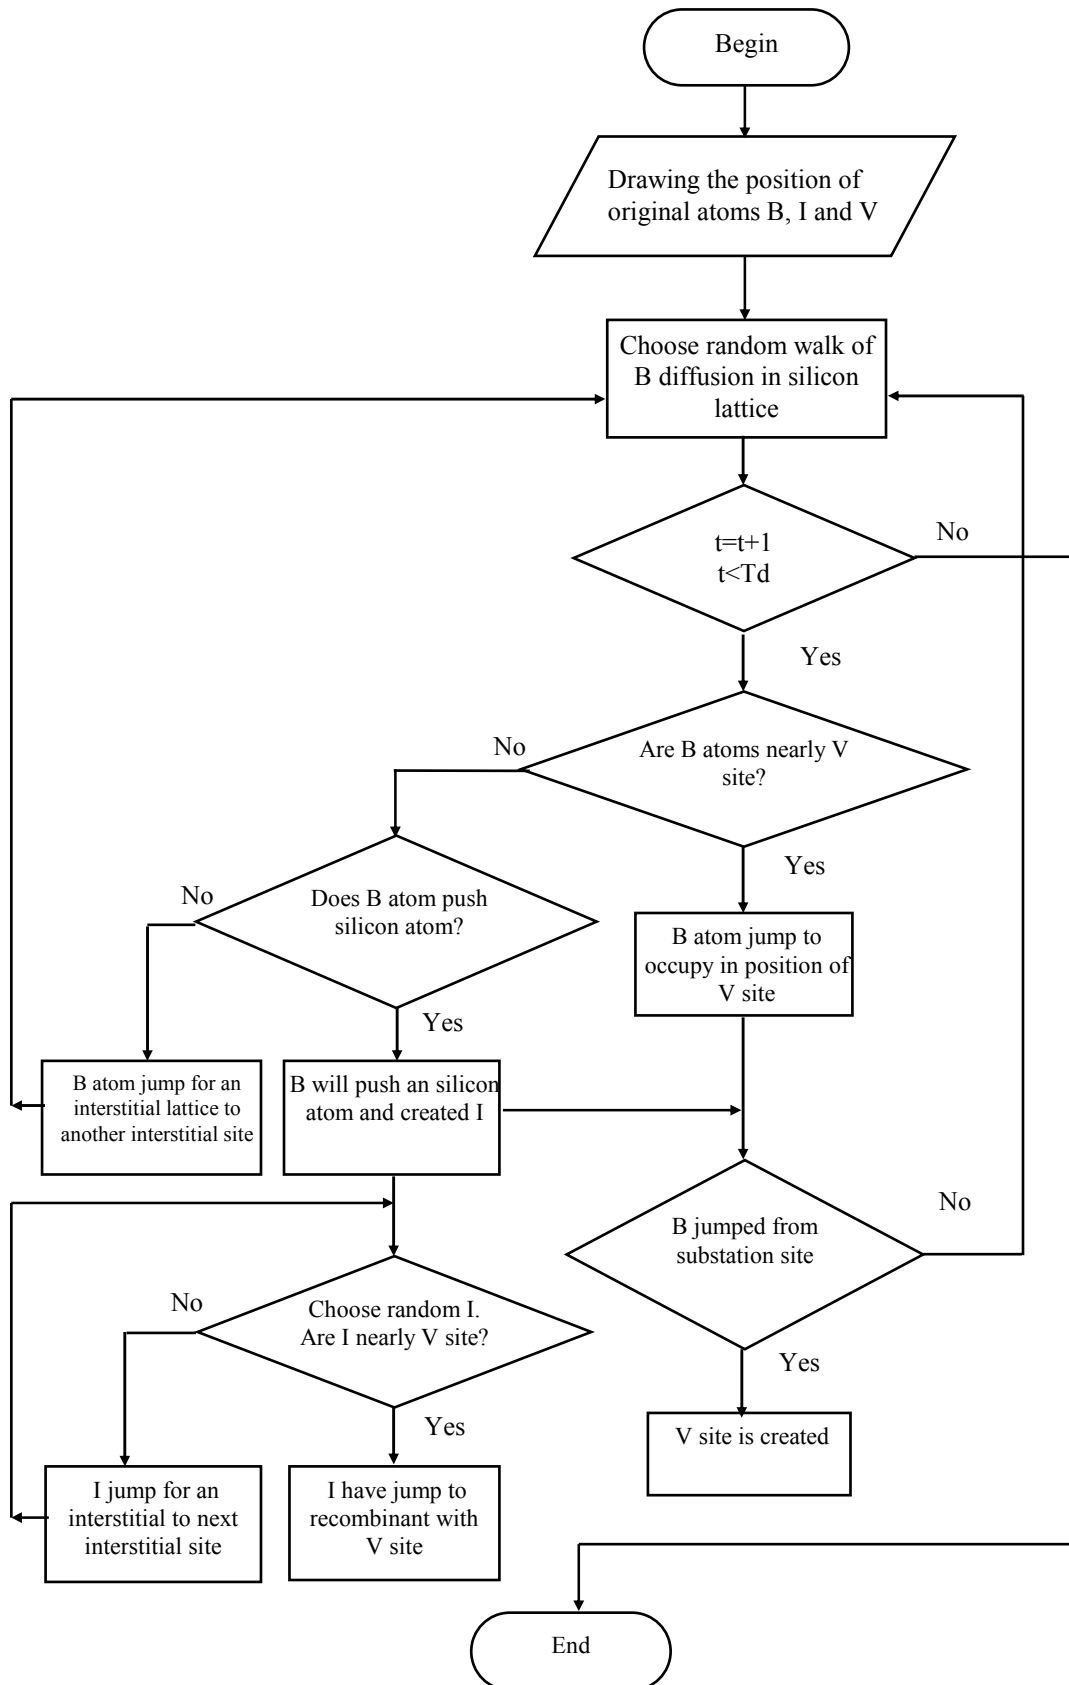 Begin
Drawing the position of
original atoms B, I and V
Choose random walk of
B diffusion in silicon
lattice
No
t=t+1
t<Td
Yes
No
Are B atoms nearly V
site?
Yes
No
Does B atom push
silicon atom?
B atom jump to
occupy in position of
V site
Yes
B atom jump for an
interstitial lattice to
another interstitial site
B will push an silicon
atom and created I
No
B jumped from
substation site
No
Choose random I.
Are I nearly V site?
Yes
Yes
V site is created
I jump for an
interstitial to next
interstitial site
I have jump to
recombinant with
V site
End